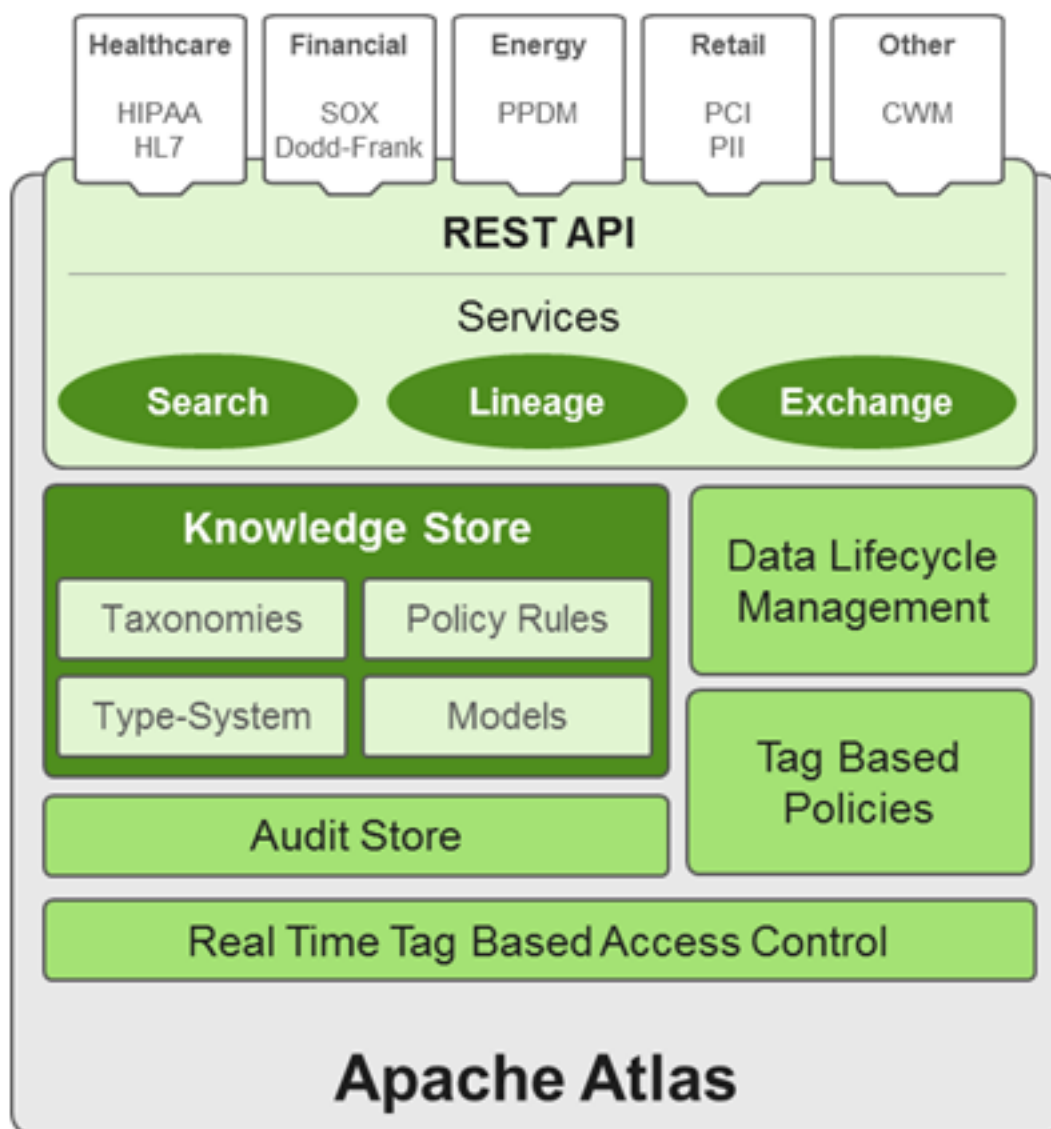 Healthcare
HIPAA
HL7
Financial
SOX
Dodd-Frank
Energy
PPDM
Retail
PCI
PII
Other
CWM
REST API
Services
Search
Lineage
Exchange
Knowledge Store
Taxonomies
Policy Rules
Type-System
Models
Data Lifecycle
Management
Tag Based
Policies
Audit Store
Real Time Tag Based Access Control
Apache Atlas